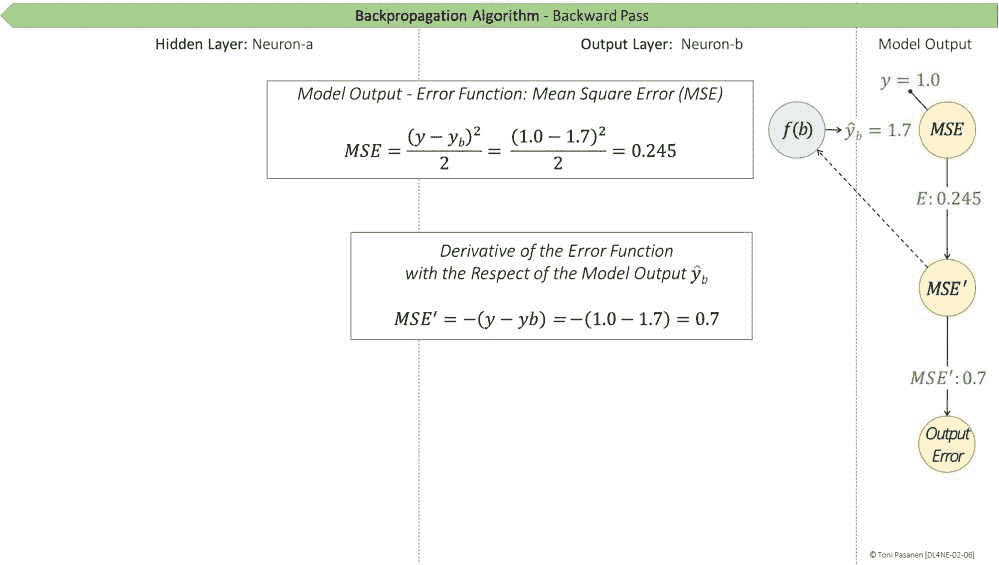 Backpropagation Algorithm - Backward Pass
Hidden Layer: Neuron-a
Output Layer: Neuron-b
Model Output
Model Output - Error Function: Mean Square Error (MSE)
MSE = (y − y_b)²/2 = (1.0 − 1.7)²/2 = 0.245
y = 1.0
f(b)
ŷ_b = 1.7
MSE
E: 0.245
Derivative of the Error Function
with the Respect of the Model Output ŷ_b
MSE′ = −(y − yb) = −(1.0 − 1.7) = 0.7
MSE′
MSE′: 0.7
Output
Error
© Toni Pasanen [DL4NE-02-06]